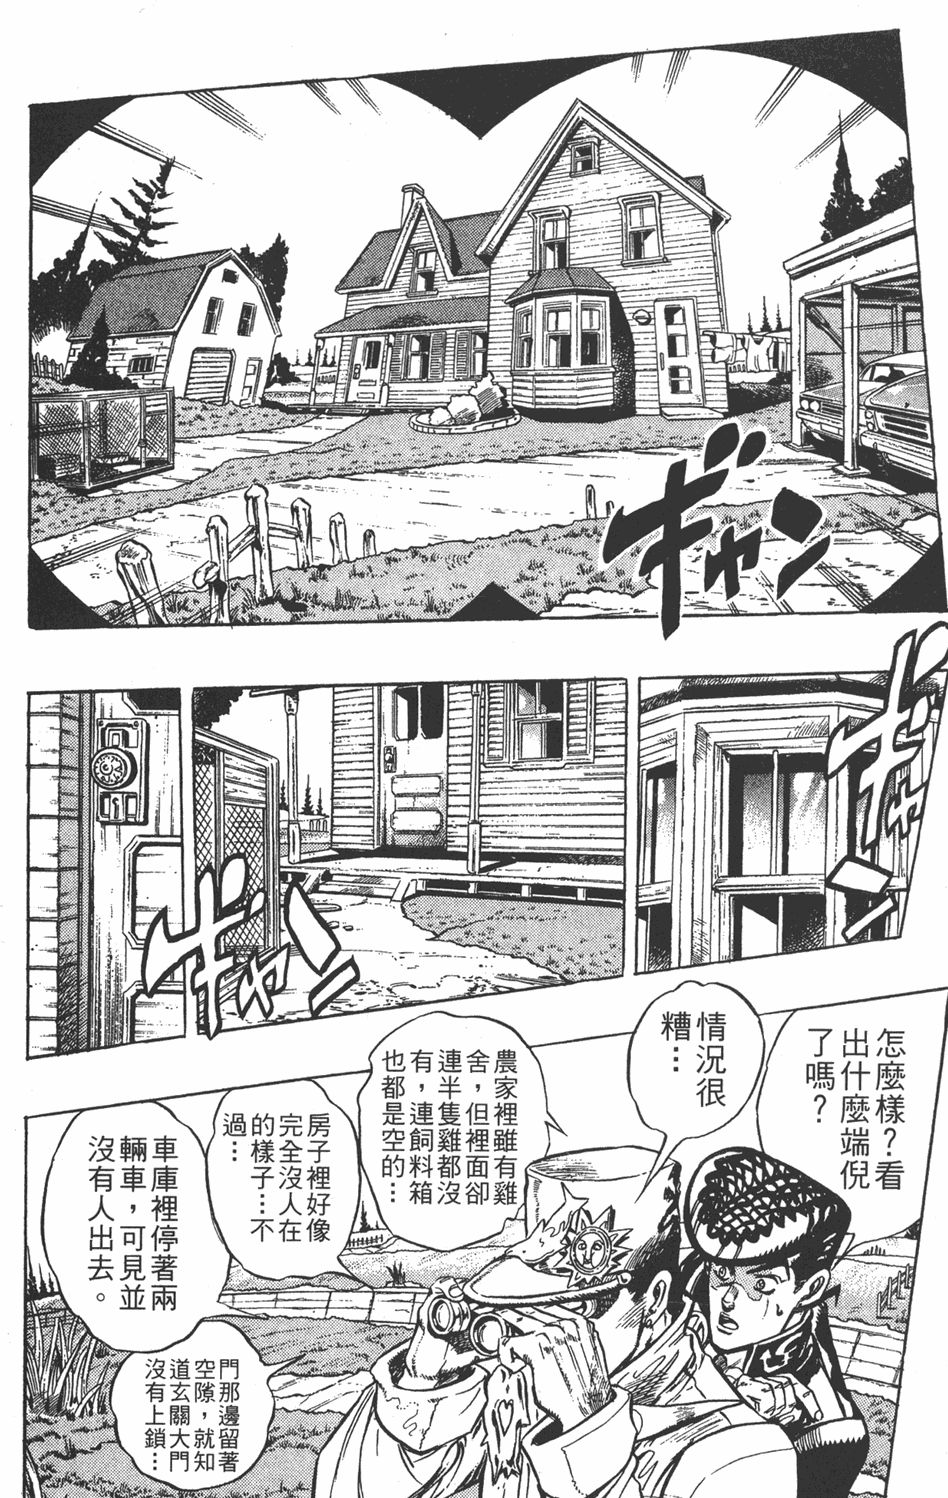 ギャン
ギャン
ギャン
怎麼樣？看
出什麼端倪
了嗎？
情況很
糟…
農家裡雖有雞
舍，但裡面卻
連半隻雞都沒
有，連飼料箱
也都是空的…
房子裡好像
完全沒人在
的樣子…不
過…
車庫裡停著兩
輛車，可見並
沒有人出去。
門那邊留著
空隙，就知
道玄關大門
沒有上鎖…